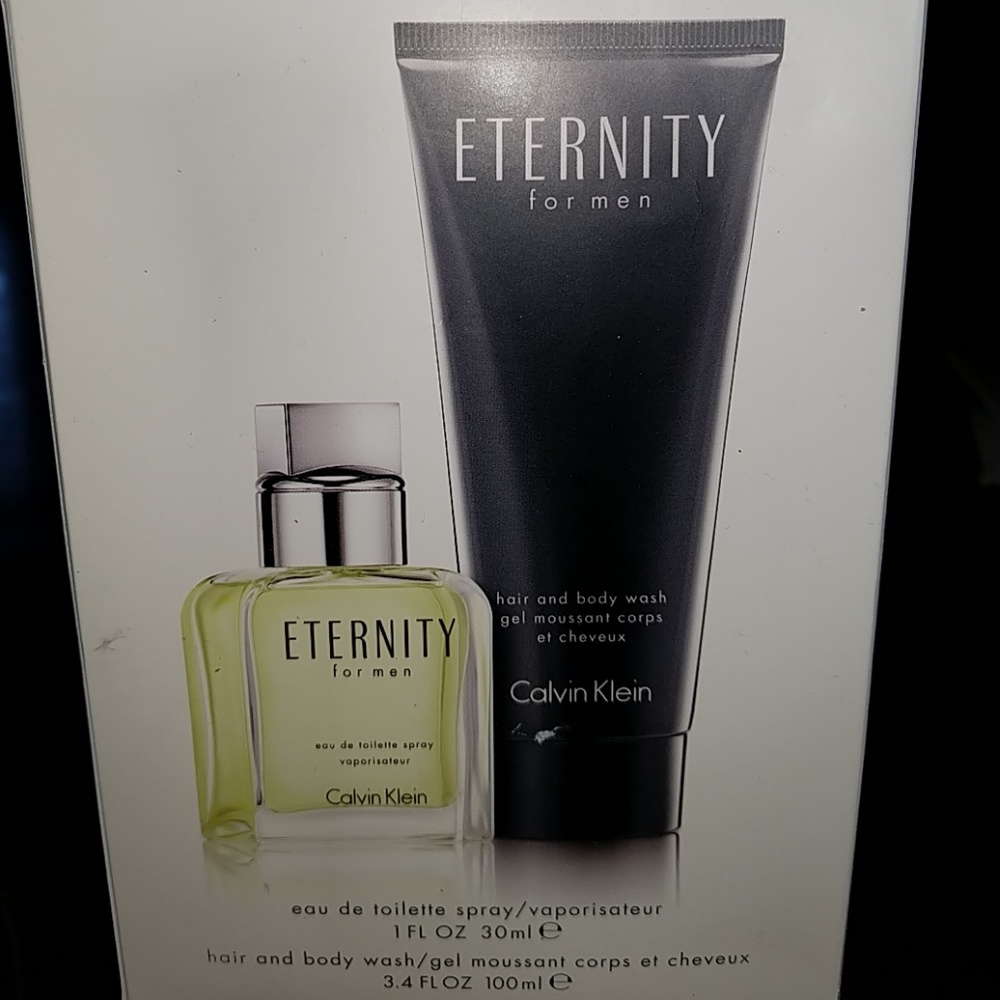 ETERNITY
for men
hair and body wash
gel moussant corps
et cheveux
Calvin Klein
ETERNITY
for men
eau de toilette spray
vaporisateur
Calvin Klein
eau de toilette spray/vaporisateur
1 FL OZ 30ml ℮
hair and body wash/gel moussant corps et cheveux
3.4 FL OZ 100ml ℮